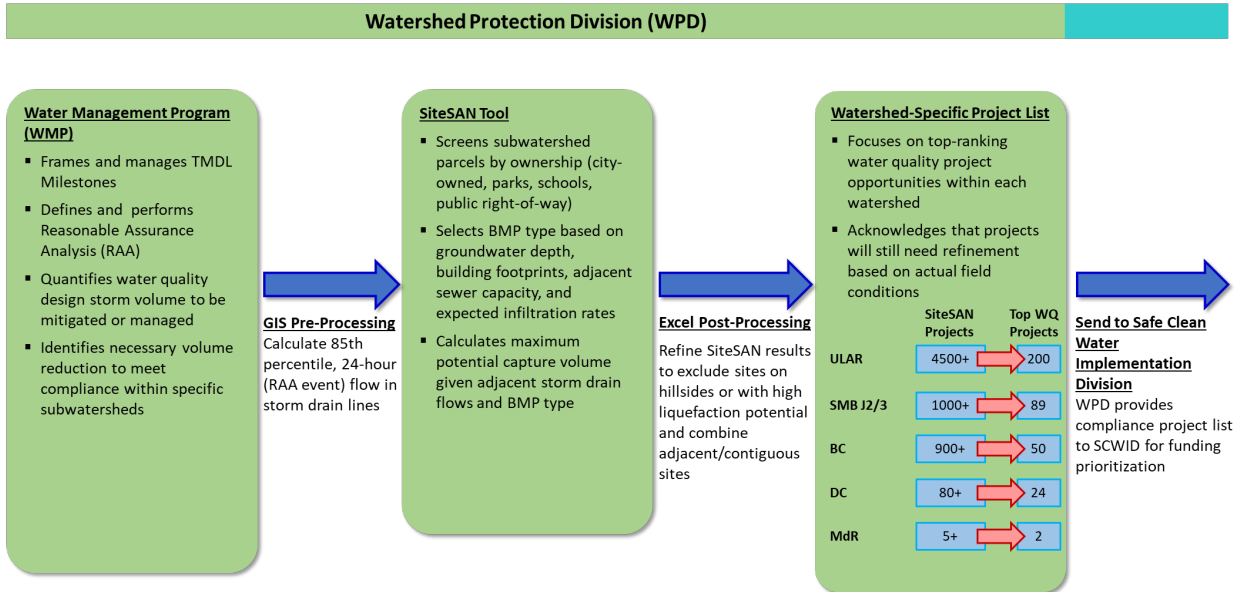 Watershed Protection Division (WPD)
Water Management Program
(WMP)
▪ Frames and manages TMDL
Milestones
▪ Defines and performs
Reasonable Assurance
Analysis (RAA)
▪ Quantifies water quality
design storm volume to be
mitigated or managed
▪ Identifies necessary volume
reduction to meet
compliance within specific
subwatersheds
GIS Pre-Processing
Calculate 85th
percentile, 24-hour
(RAA event) flow in
storm drain lines
SiteSAN Tool
▪ Screens subwatershed
parcels by ownership (city-
owned, parks, schools,
public right-of-way)
▪ Selects BMP type based on
groundwater depth,
building footprints, adjacent
sewer capacity, and
expected infiltration rates
▪ Calculates maximum
potential capture volume
given adjacent storm drain
flows and BMP type
Excel Post-Processing
Refine SiteSAN results
to exclude sites on
hillsides or with high
liquefaction potential
and combine
adjacent/contiguous
sites
Watershed-Specific Project List
▪ Focuses on top-ranking
water quality project
opportunities within each
watershed
▪ Acknowledges that projects
will still need refinement
based on actual field
conditions
SiteSAN Top WQ
Projects Projects
ULAR 4500+ 200
SMB J2/3 1000+ 89
BC 900+ 50
DC 80+ 24
MdR 5+ 2
Send to Safe Clean
Water
Implementation
Division
WPD provides
compliance project list
to SCWID for funding
prioritization